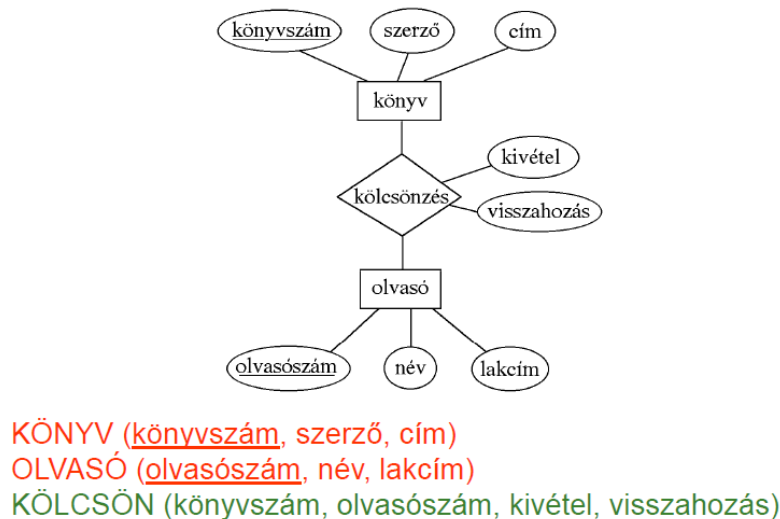 könyvszám szerző cím
könyv
kivétel
kölcsönzés
visszahozás
olvasó
olvasószám név lakcím
KÖNYV (könyvszám, szerző, cím)
OLVASÓ (olvasószám, név, lakcím)
KÖLCSÖN (könyvszám, olvasószám, kivétel, visszahozás)